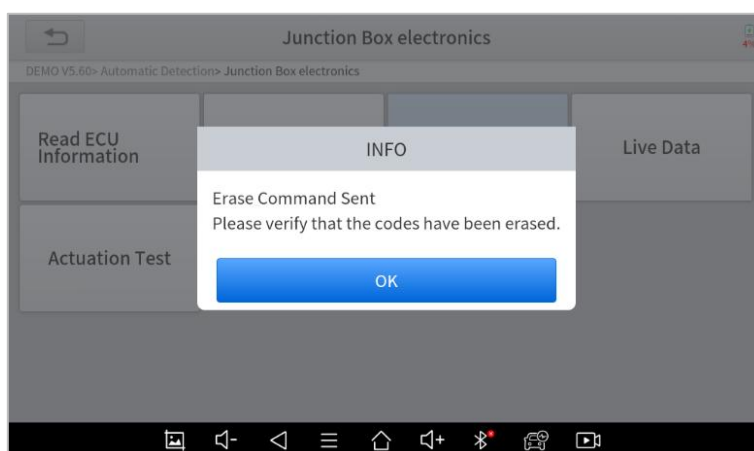 Junction Box electronics
4%
DEMO V5.60> Automatic Detection> Junction Box electronics
Read ECU
Information
Live Data
INFO
Erase Command Sent
Please verify that the codes have been erased.
OK
Actuation Test